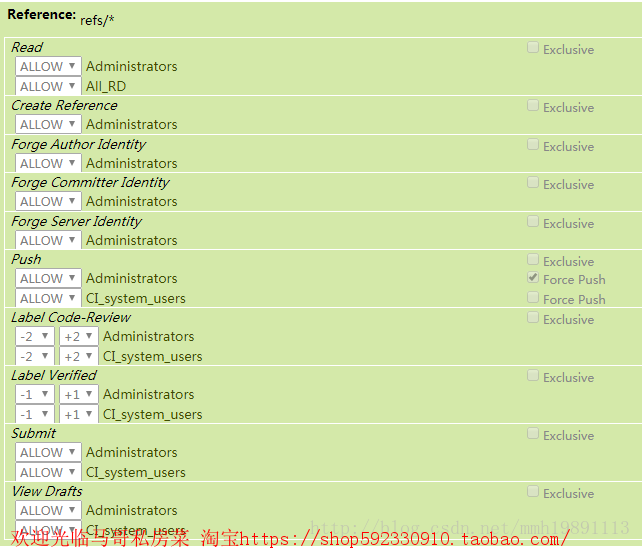 Reference: refs/*
Read Exclusive
ALLOW Administrators
ALLOW All_RD
Create Reference Exclusive
ALLOW Administrators
Forge Author Identity Exclusive
ALLOW Administrators
Forge Committer Identity Exclusive
ALLOW Administrators
Forge Server Identity Exclusive
ALLOW Administrators
Push Exclusive
ALLOW Administrators Force Push
ALLOW CI_system_users Force Push
Label Code-Review Exclusive
-2 +2 Administrators
-2 +2 CI_system_users
Label Verified Exclusive
-1 +1 Administrators
-1 +1 CI_system_users
Submit Exclusive
ALLOW Administrators
ALLOW CI_system_users
View Drafts Exclusive
ALLOW Administrators
ALLOW CI_system_users
http://blog.csdn.net/mmh19891113
欢迎光临马哥私房菜 淘宝https://shop592330910.taobao.com/